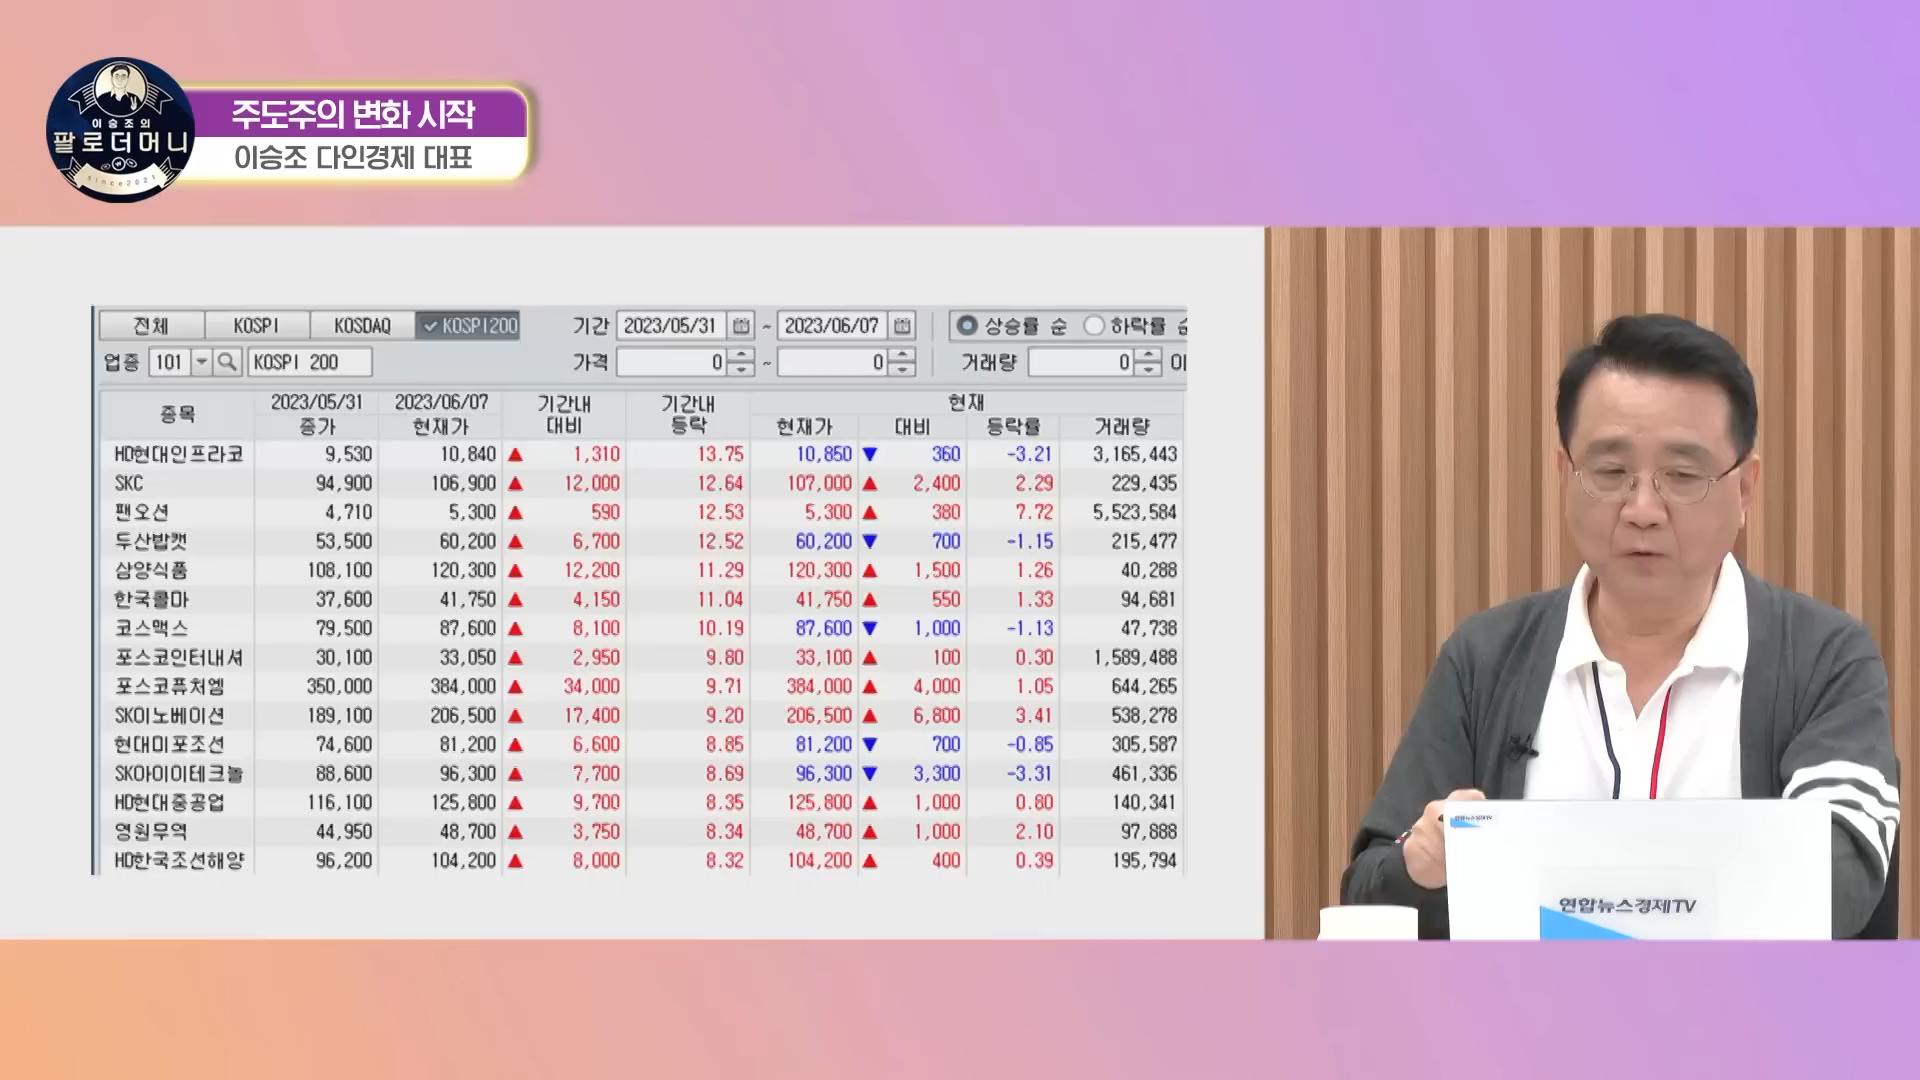 주도주의 변화 시작
이승조의
팔로더머니
since2021
이승조 다인경제 대표
전체 KOSPI KOSDAQ KOSPI200 기간 2023/05/31 ~ 2023/06/07 상승률 순 하락률
업종 101 KOSPI 200 가격 0 ~ 0 거래량 0
종목 2023/05/31 종가 2023/06/07 현재가 기간내 대비 기간내 등락 현재 현재가 대비 등락률 거래량
HD현대인프라코 9,530 10,840 ▲ 1,310 13.75 10,850 ▼ 360 -3.21 3,165,443
SKC 94,900 106,900 ▲ 12,000 12.64 107,000 ▲ 2,400 2.29 229,435
팬오션 4,710 5,300 ▲ 590 12.53 5,300 ▲ 380 7.72 5,523,584
두산밥캣 53,500 60,200 ▲ 6,700 12.52 60,200 ▼ 700 -1.15 215,477
삼양식품 108,100 120,300 ▲ 12,200 11.29 120,300 ▲ 1,500 1.26 40,288
한국콜마 37,600 41,750 ▲ 4,150 11.04 41,750 ▲ 550 1.33 94,681
코스맥스 79,500 87,600 ▲ 8,100 10.19 87,600 ▼ 1,000 -1.13 47,738
포스코인터내셔 30,100 33,050 ▲ 2,950 9.80 33,100 ▲ 100 0.30 1,589,488
포스코퓨처엠 350,000 384,000 ▲ 34,000 9.71 384,000 ▲ 4,000 1.05 644,265
SK이노베이션 189,100 206,500 ▲ 17,400 9.20 206,500 ▲ 6,800 3.41 538,278
현대미포조선 74,600 81,200 ▲ 6,600 8.85 81,200 ▼ 700 -0.85 305,587
SK아이이테크놀 88,600 96,300 ▲ 7,700 8.69 96,300 ▼ 3,300 -3.31 461,336
HD현대중공업 116,100 125,800 ▲ 9,700 8.35 125,800 ▲ 1,000 0.80 140,341
영원무역 44,950 48,700 ▲ 3,750 8.34 48,700 ▲ 1,000 2.10 97,888
HD한국조선해양 96,200 104,200 ▲ 8,000 8.32 104,200 ▲ 400 0.39 195,794
연합뉴스경제TV